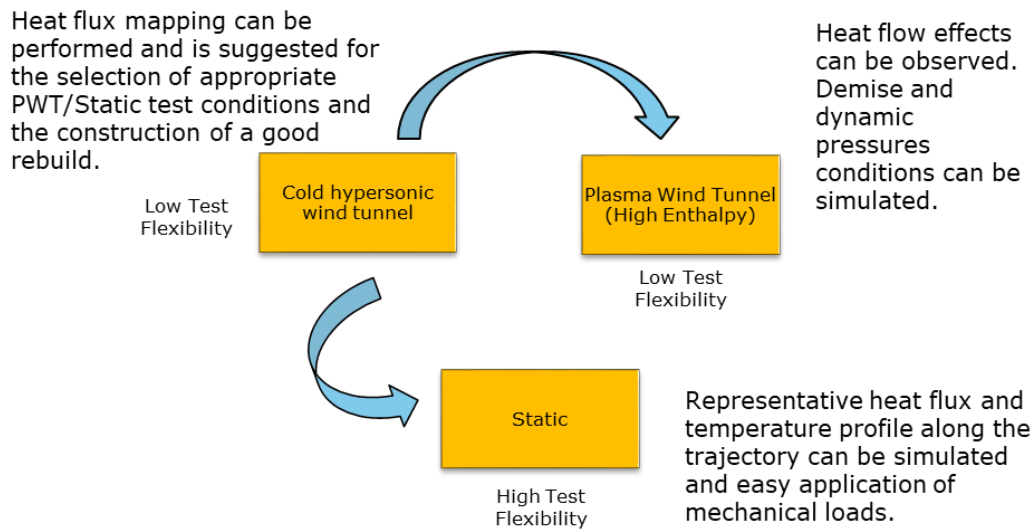 Heat flux mapping can be
performed and is suggested for
the selection of appropriate
PWT/Static test conditions and
the construction of a good
rebuild.
Heat flow effects
can be observed.
Demise and
dynamic
pressures
conditions can be
simulated.
Low Test
Flexibility
Cold hypersonic
wind tunnel
Plasma Wind Tunnel
(High Enthalpy)
Low Test
Flexibility
Static
High Test
Flexibility
Representative heat flux and
temperature profile along the
trajectory can be simulated
and easy application of
mechanical loads.